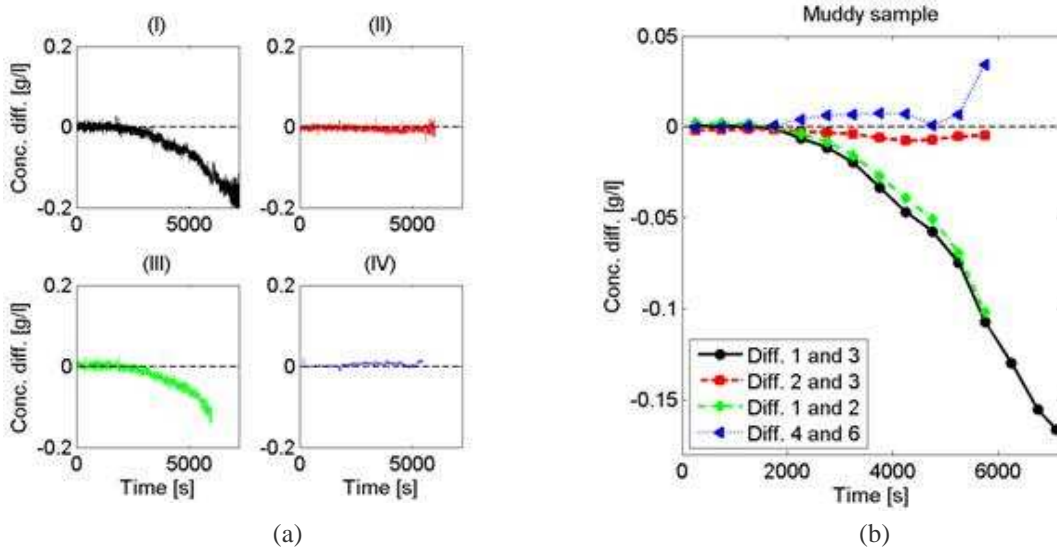 (I)
(II)
0.2
0
-0.2
Conc. diff. [g/l]
0
5000
0.2
0
-0.2
0
5000
(III)
(IV)
0.2
0
-0.2
Conc. diff. [g/l]
0
5000
Time [s]
0.2
0
-0.2
0
5000
Time [s]
(a)
Muddy sample
0.05
0
-0.05
-0.1
-0.15
Conc. diff. [g/l]
Diff. 1 and 3
Diff. 2 and 3
Diff. 1 and 2
Diff. 4 and 6
0
2000
4000
6000
Time [s]
(b)